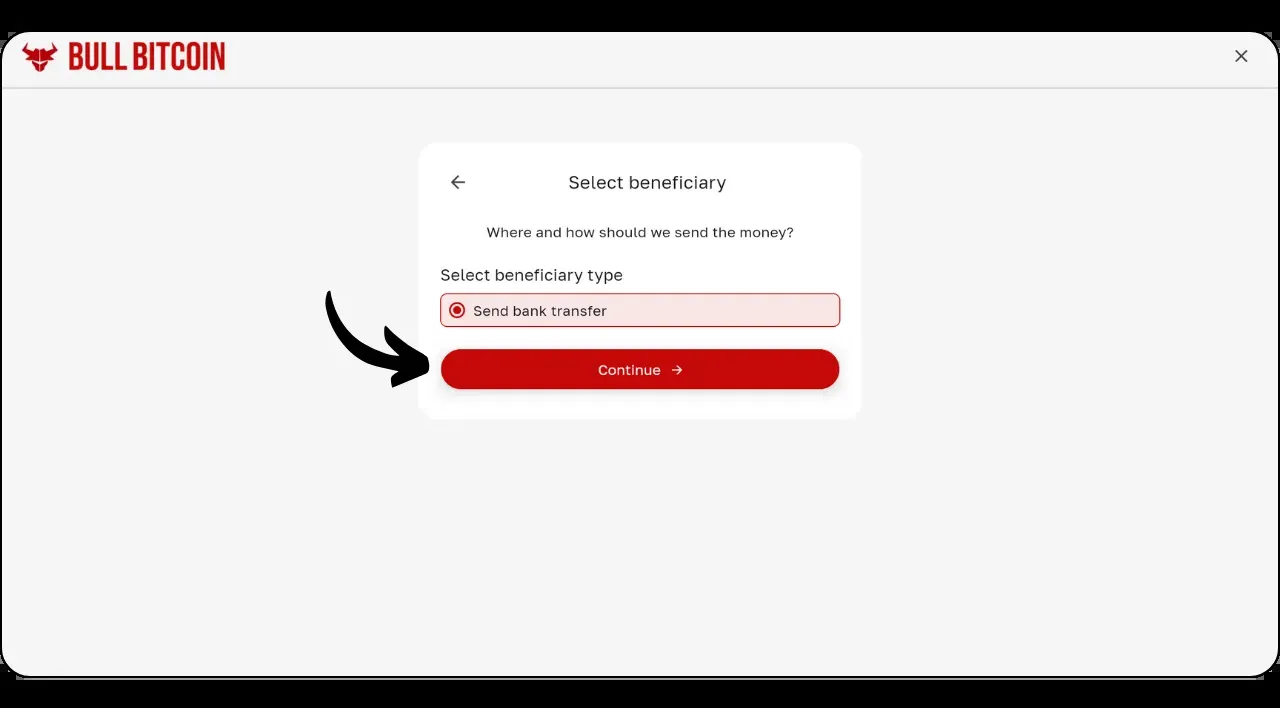 BULL BITCOIN
Select beneficiary
Where and how should we send the money?
Select beneficiary type
Send bank transfer
Continue